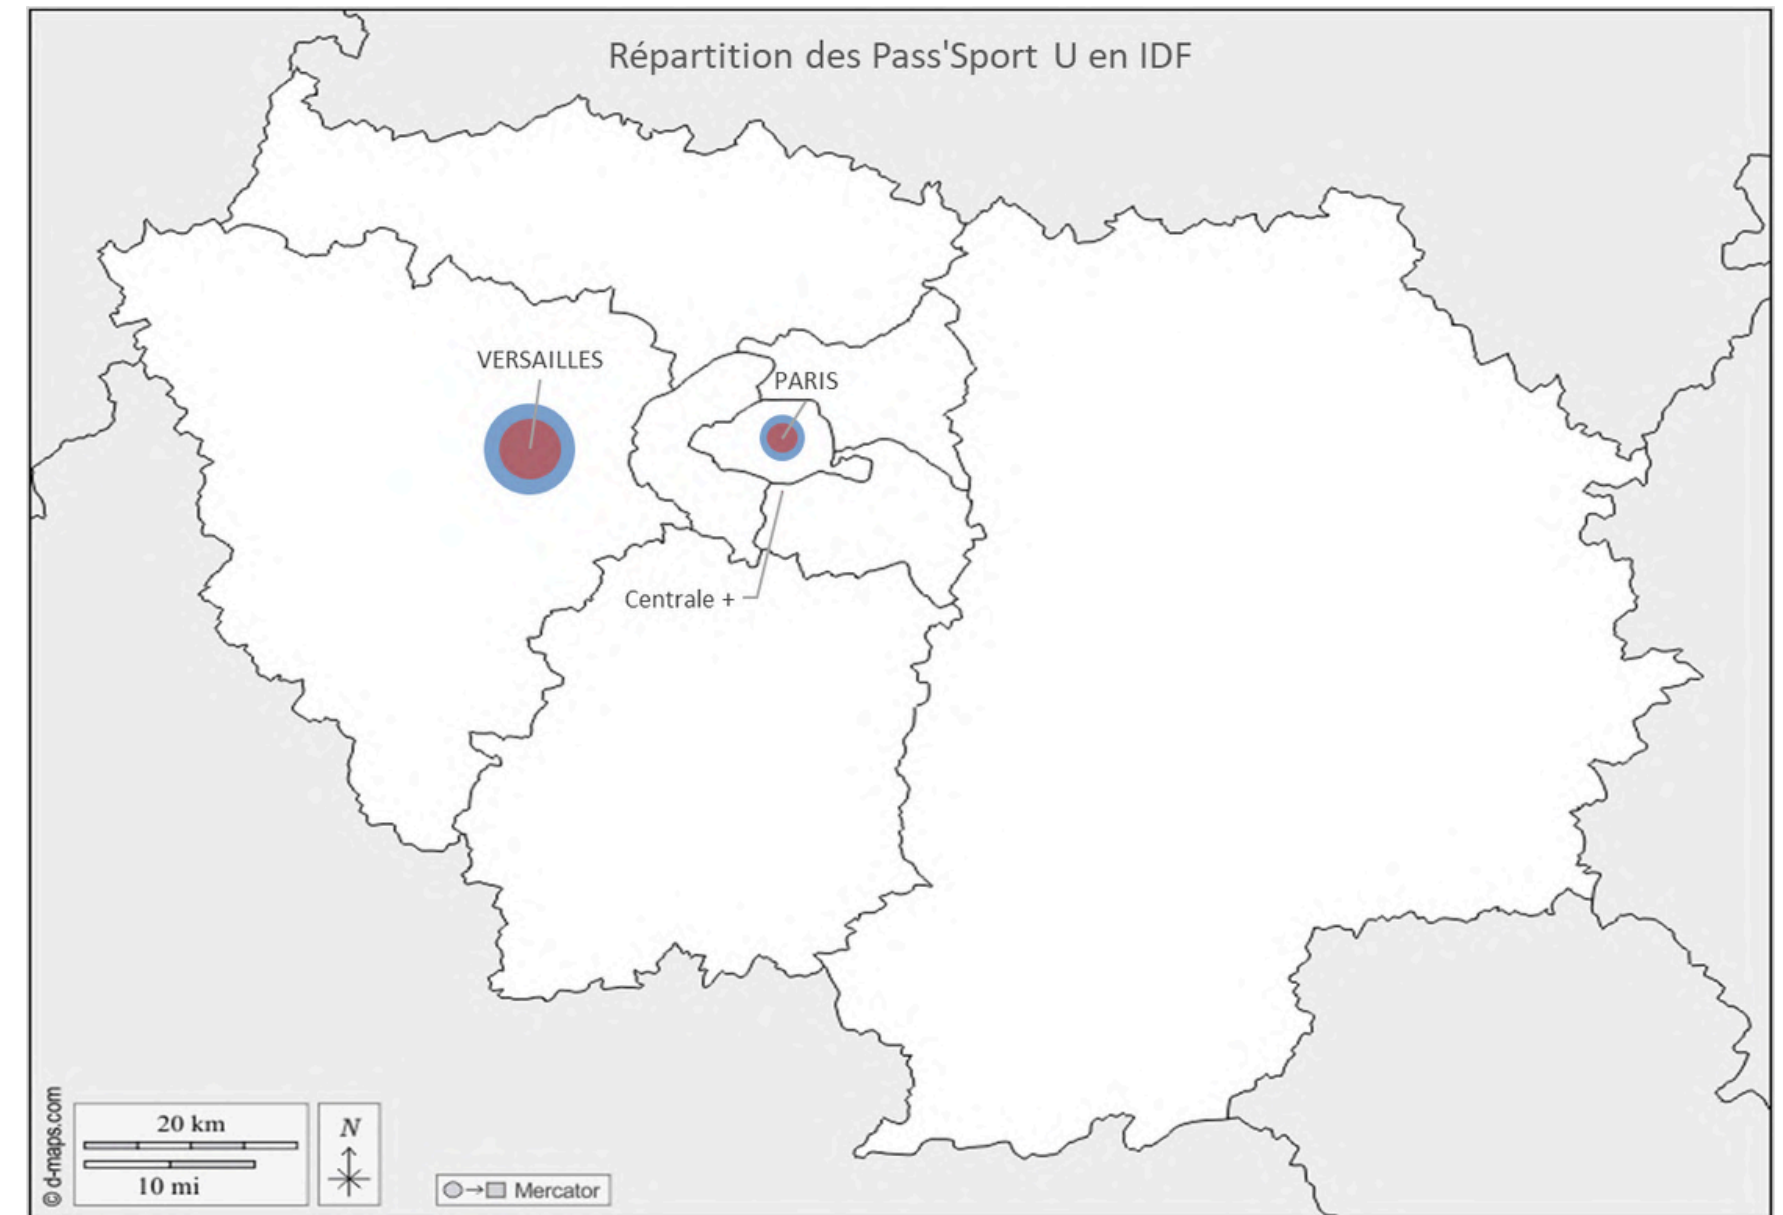 Répartition des Pass'Sport U en IDF
VERSAILLES
PARIS
Centrale +
© d-maps.com
20 km
10 mi
N
Mercator